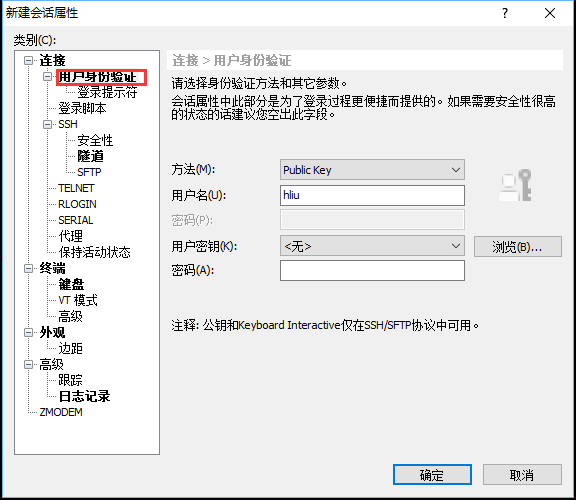 新建会话属性
类别(C):
连接
用户身份验证
登录提示符
登录脚本
SSH
安全性
隧道
SFTP
TELNET
RLOGIN
SERIAL
代理
保持活动状态
终端
键盘
VT 模式
高级
外观
边距
高级
跟踪
日志记录
ZMODEM
连接 > 用户身份验证
请选择身份验证方法和其它参数。
会话属性中此部分是为了登录过程更便捷而提供的。如果需要安全性很高
的状态的话建议您空出此字段。
方法(M): Public Key
用户名(U): hliu
密码(P):
用户密钥(K): <无> 浏览(B)...
密码(A):
注释: 公钥和Keyboard Interactive仅在SSH/SFTP协议中可用。
确定 取消